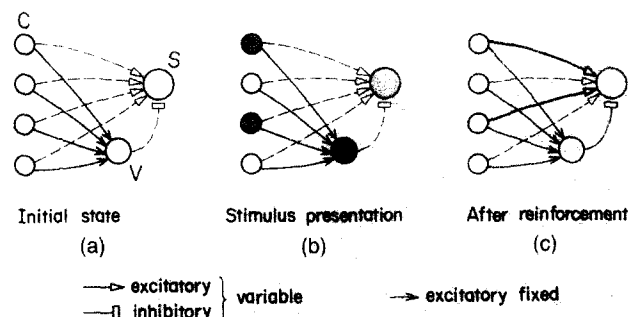 C
S
V
Initial state
Stimulus presentation
After reinforcement
(a)
(b)
(c)
excitatory
inhibitory
variable
excitatory fixed